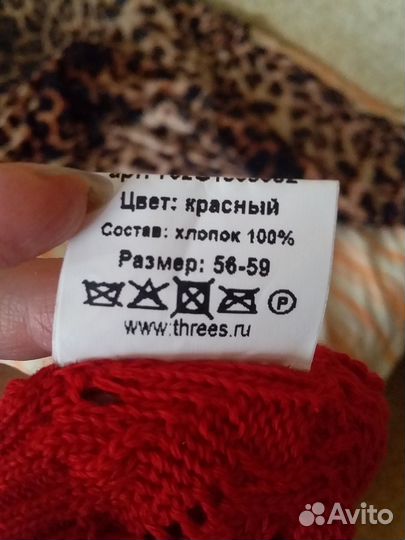 Цвет: красный
Состав: хлопок 100%
Размер: 56-59
P
www.threes.ru
Avito